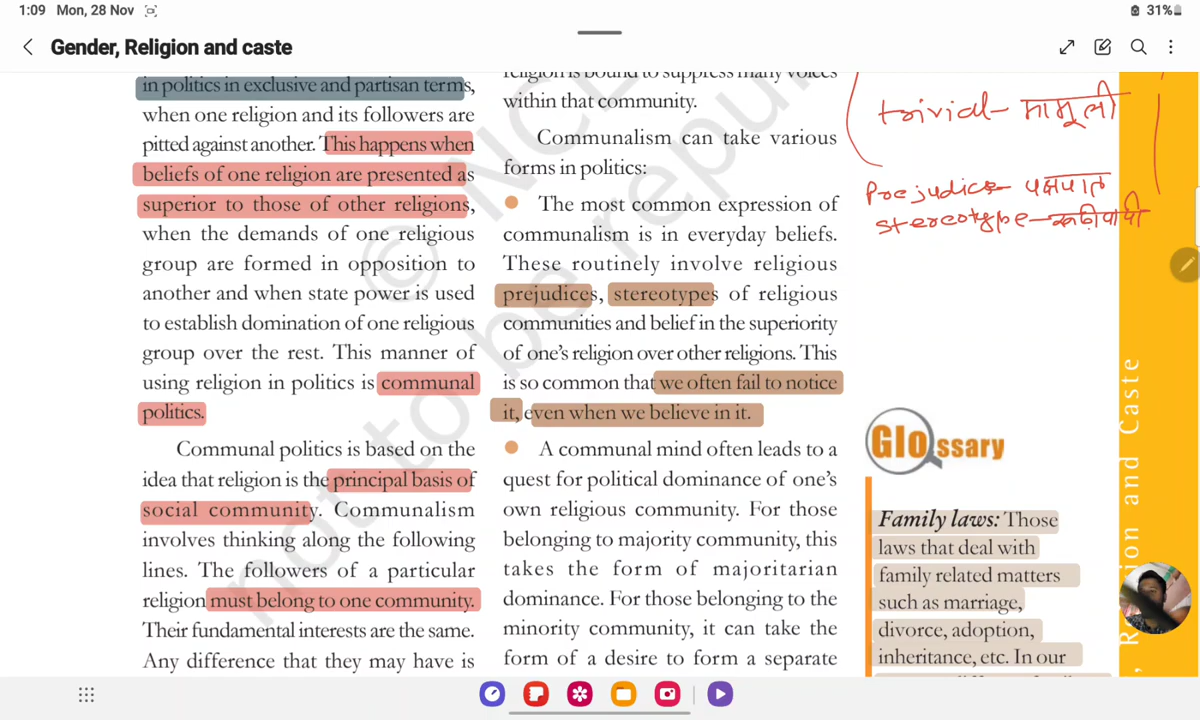 1:09 Mon, 28 Nov
31%
Gender, Religion and caste
in politics in exclusive and partisan terms,
when one religion and its followers are
pitted against another. This happens when
beliefs of one religion are presented as
superior to those of other religions,
when the demands of one religious
group are formed in opposition to
another and when state power is used
to establish domination of one religious
group over the rest. This manner of
using religion in politics is communal
politics.
Communal politics is based on the
idea that religion is the principal basis of
social community. Communalism
involves thinking along the following
lines. The followers of a particular
religion must belong to one community.
Their fundamental interests are the same.
Any difference that they may have is
religion is bound to suppress many voices
within that community.
Communalism can take various
forms in politics:
The most common expression of
communalism is in everyday beliefs.
These routinely involve religious
prejudices, stereotypes of religious
communities and belief in the superiority
of one's religion over other religions. This
is so common that we often fail to notice
it, even when we believe in it.
A communal mind often leads to a
quest for political dominance of one's
own religious community. For those
belonging to majority community, this
takes the form of majoritarian
dominance. For those belonging to the
minority community, it can take the
form of a desire to form a separate
trivial - मामूली
Prejudice - पक्षपात
stereotype - रूढ़ीवादी
Glossary
Family laws: Those
laws that deal with
family related matters
such as marriage,
divorce, adoption,
inheritance, etc. In our
© NC
not to be republ
, R ion and Caste